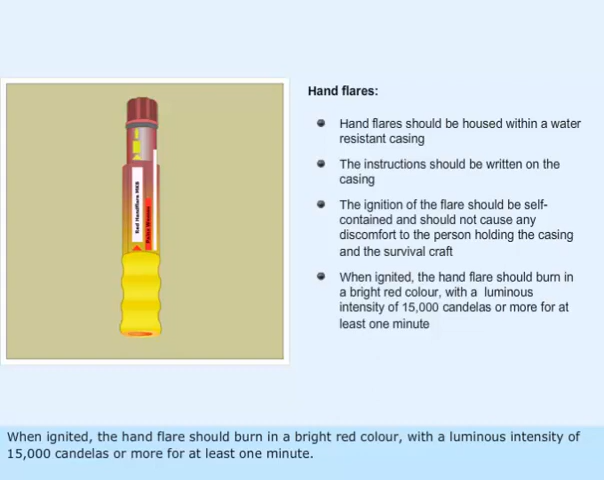 Hand flares:
Hand flares should be housed within a water
resistant casing
The instructions should be written on the
casing
The ignition of the flare should be self-
contained and should not cause any
discomfort to the person holding the casing
and the survival craft
When ignited, the hand flare should burn in
a bright red colour, with a luminous
intensity of 15,000 candelas or more for at
least one minute
Red Handflare MK8
When ignited, the hand flare should burn in a bright red colour, with a luminous intensity of
15,000 candelas or more for at least one minute.